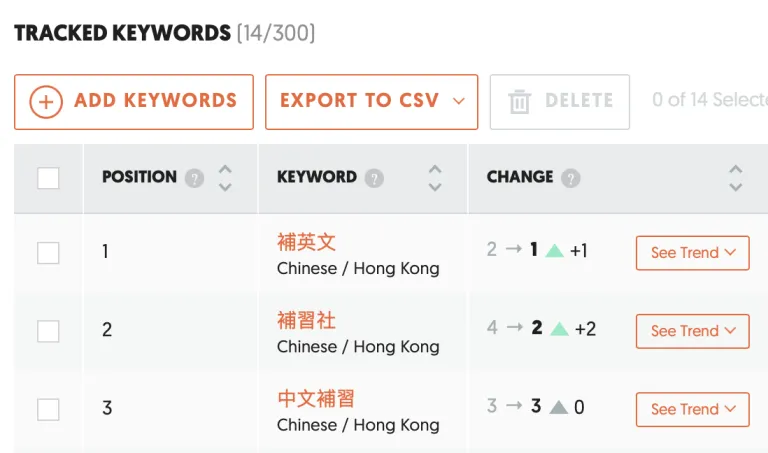 TRACKED KEYWORDS (14/300)
ADD KEYWORDS EXPORT TO CSV DELETE 0 of 14 Selecte
POSITION ? KEYWORD ? CHANGE ?
1 補英文 2 → 1 +1 See Trend
Chinese / Hong Kong
2 補習社 4 → 2 +2 See Trend
Chinese / Hong Kong
3 中文補習 3 → 3 0 See Trend
Chinese / Hong Kong